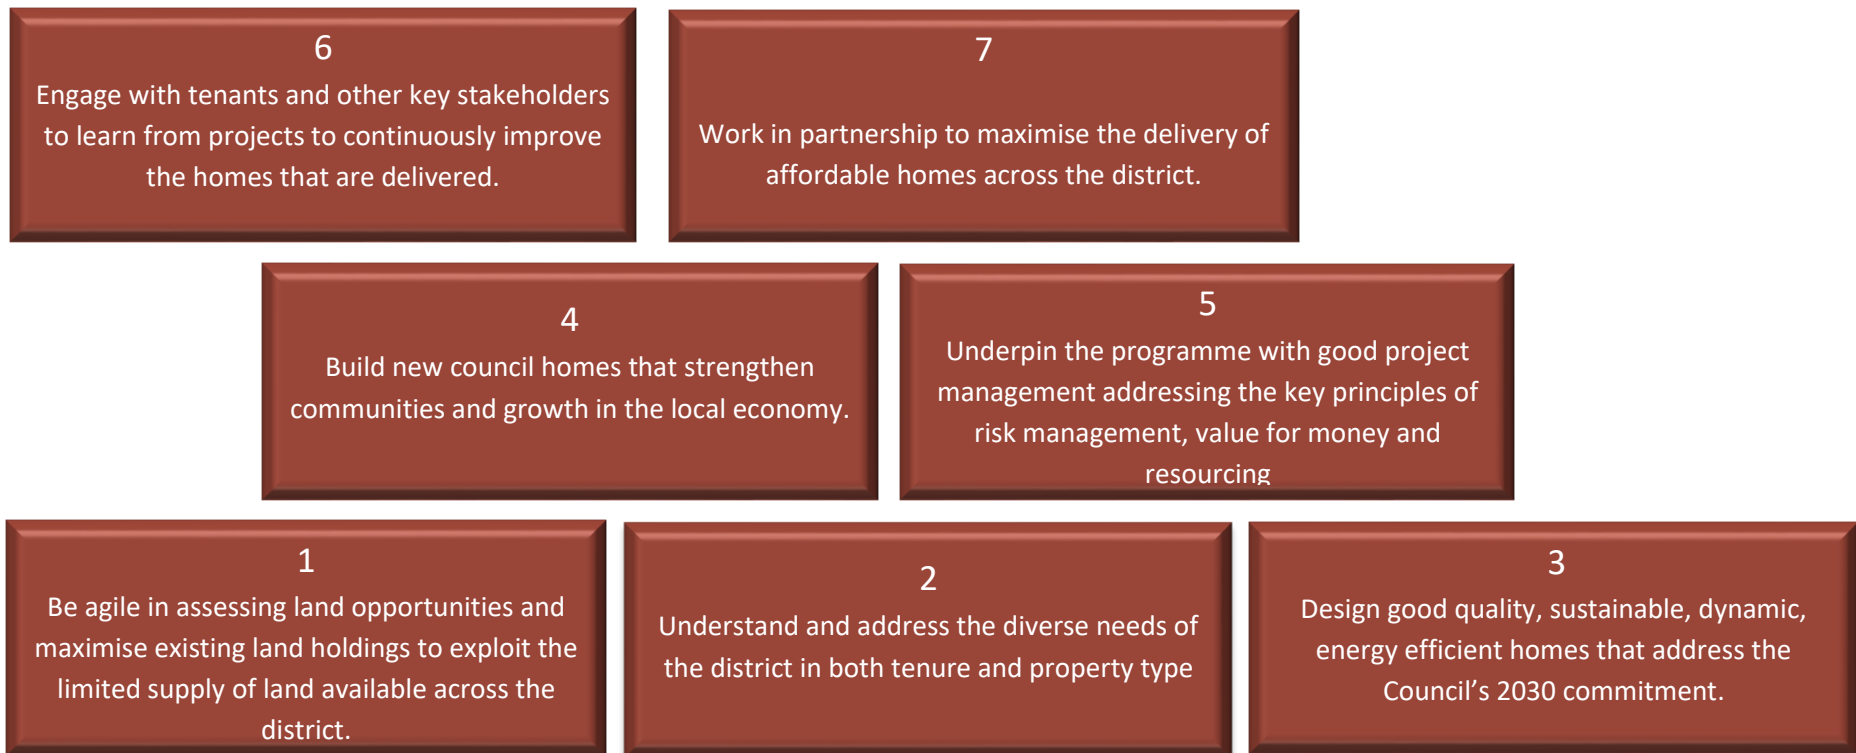 6
Engage with tenants and other key stakeholders
to learn from projects to continuously improve
the homes that are delivered.
7
Work in partnership to maximise the delivery of
affordable homes across the district.
4
Build new council homes that strengthen
communities and growth in the local economy.
5
Underpin the programme with good project
management addressing the key principles of
risk management, value for money and
resourcing
1
Be agile in assessing land opportunities and
maximise existing land holdings to exploit the
limited supply of land available across the
district.
2
Understand and address the diverse needs of
the district in both tenure and property type
3
Design good quality, sustainable, dynamic,
energy efficient homes that address the
Council’s 2030 commitment.